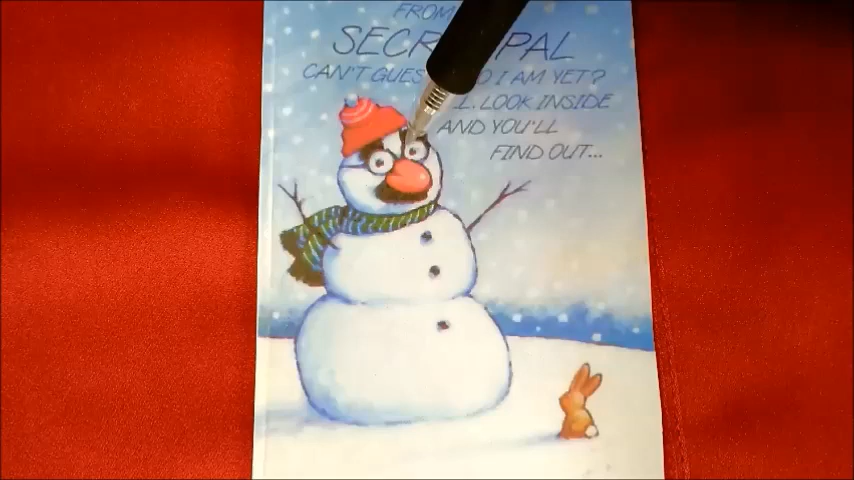 FROM
SECR PAL
CAN'T GUES O I AM YET?
LOOK INSIDE
AND YOU'LL
FIND OUT...